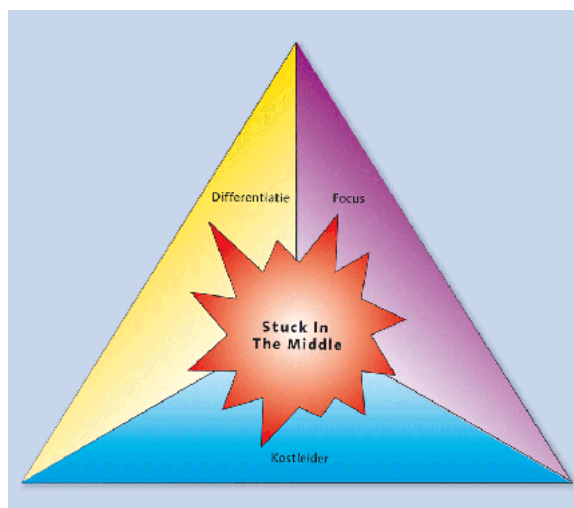 Differentiatie
Focus
Stuck In
The Middle
Kostleider